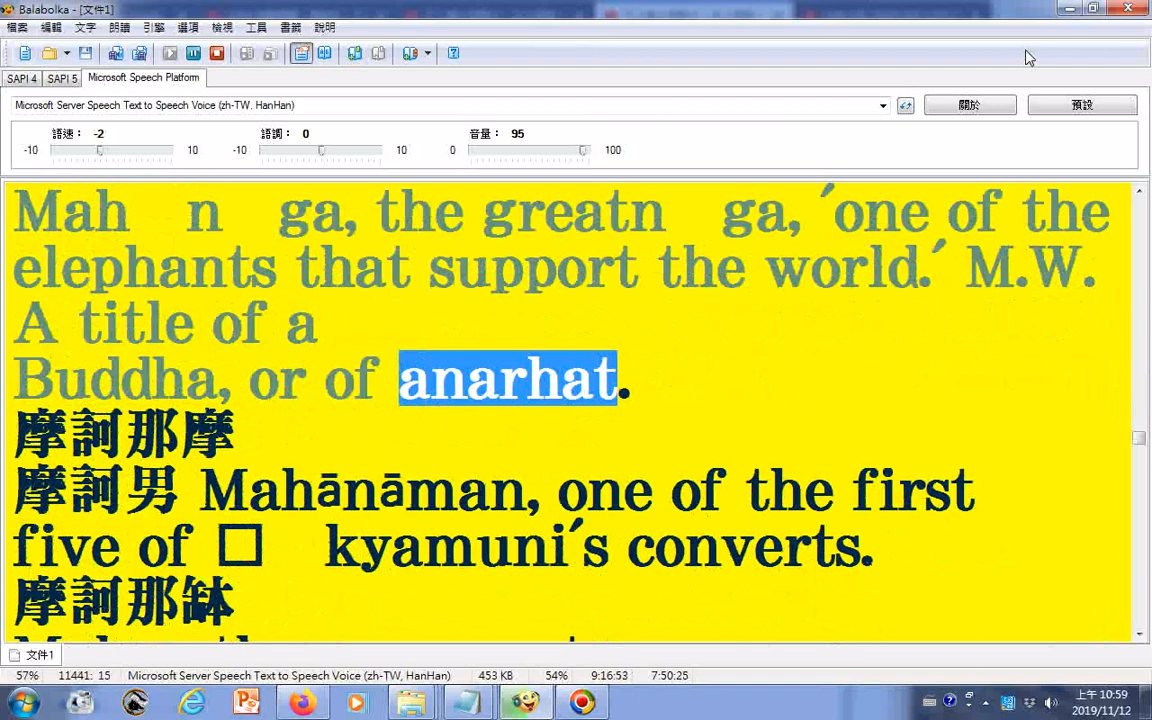 Balabolka - [文件1]
檔案 編輯 文字 朗讀 引擎 選項 檢視 工具 書籤 說明
SAPI 4 SAPI 5 Microsoft Speech Platform
Microsoft Server Speech Text to Speech Voice (zh-TW, HanHan) 關於 預設
語速： -2 語調： 0 音量： 95
-10 10 -10 10 0 100
Mah n ga, the greatn ga, ´one of the
elephants that support the world.´ M.W.
A title of a
Buddha, or of anarhat.
摩訶那摩
摩訶男 Mahānāman, one of the first
five of □ kyamuni´s converts.
摩訶那缽
文件1
57% 11441: 15 Microsoft Server Speech Text to Speech Voice (zh-TW, HanHan) 453 KB 54% 9:16:53 7:50:25
上午 10:59
2019/11/12